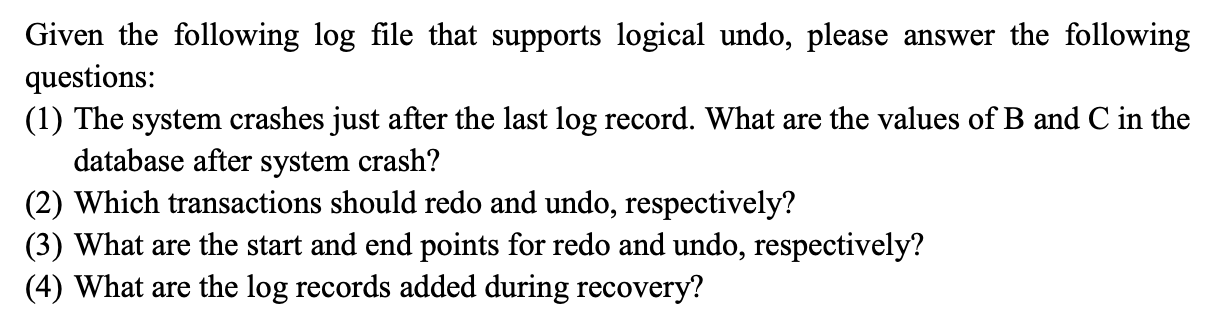 Given the following log file that supports logical undo, please answer the following
questions:
(1) The system crashes just after the last log record. What are the values of B and C in the
database after system crash?
(2) Which transactions should redo and undo, respectively?
(3) What are the start and end points for redo and undo, respectively?
(4) What are the log records added during recovery?